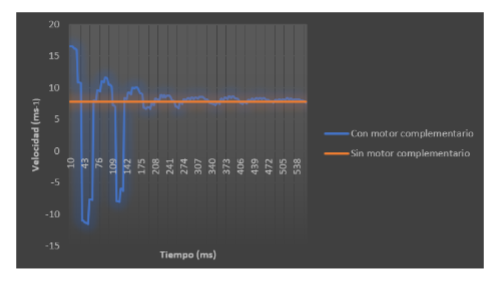 20
15
10
5
0
-5
-10
-15
Velocidad (ms-1)
10 43 76 109 142 175 208 241 274 307 340 373 406 439 472 505 538
Tiempo (ms)
Con motor complementario
Sin motor complementario